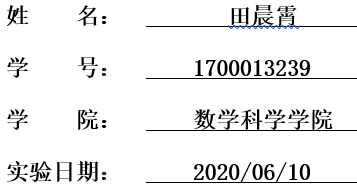 姓 名： 田晨霄
学 号： 1700013239
学 院： 数学科学学院
实验日期： 2020/06/10